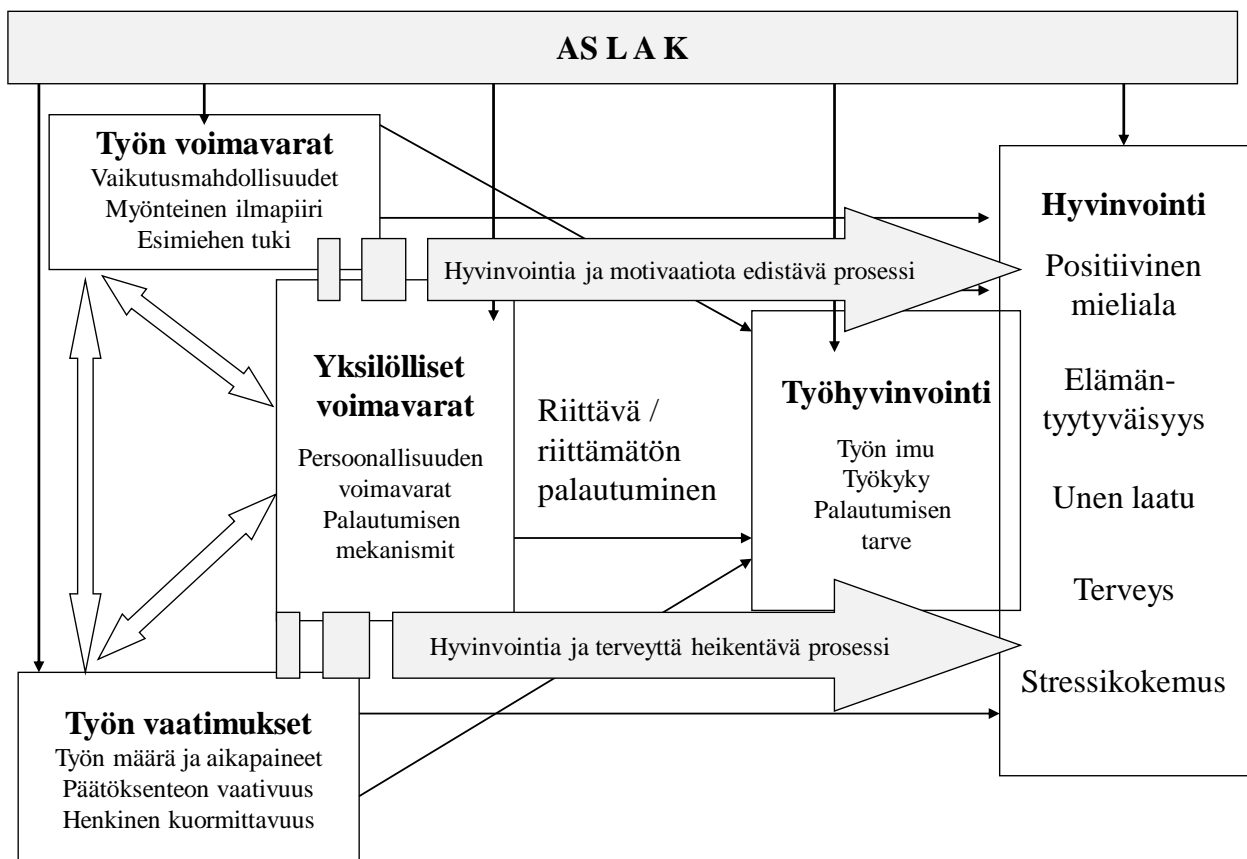 AS L A K
Työn voimavarat
Vaikutusmahdollisuudet
Myönteinen ilmapiiri
Esimiehen tuki
Hyvinvointia ja motivaatiota edistävä prosessi
Yksilölliset
voimavarat
Persoonallisuuden
voimavarat
Palautumisen
mekanismit
Riittävä /
riittämätön
palautuminen
Työhyvinvointi
Työn imu
Työkyky
Palautumisen
tarve
Hyvinvointi
Positiivinen
mieliala
Elämän-
tyytyväisyys
Unen laatu
Terveys
Stressikokemus
Hyvinvointia ja terveyttä heikentävä prosessi
Työn vaatimukset
Työn määrä ja aikapaineet
Päätöksenteon vaativuus
Henkinen kuormittavuus